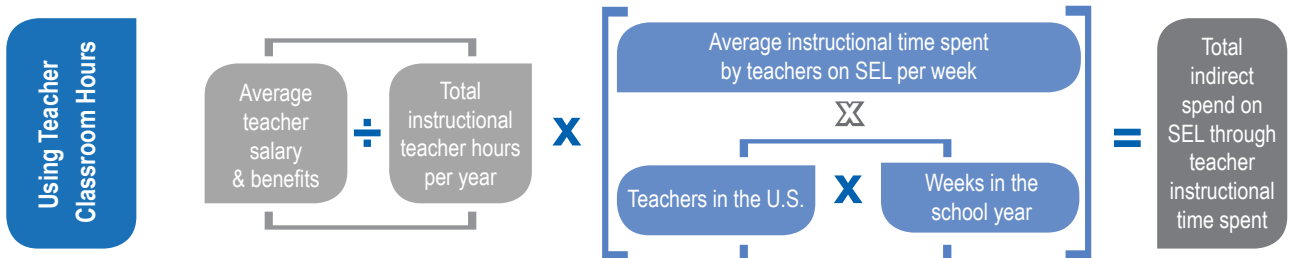 Using Teacher
Classroom Hours
Average
teacher
salary
& benefits
÷
Total
instructional
teacher hours
per year
X
Average instructional time spent
by teachers on SEL per week
X
Teachers in the U.S.
X
Weeks in the
school year
=
Total
indirect
spend on
SEL through
teacher
instructional
time spent